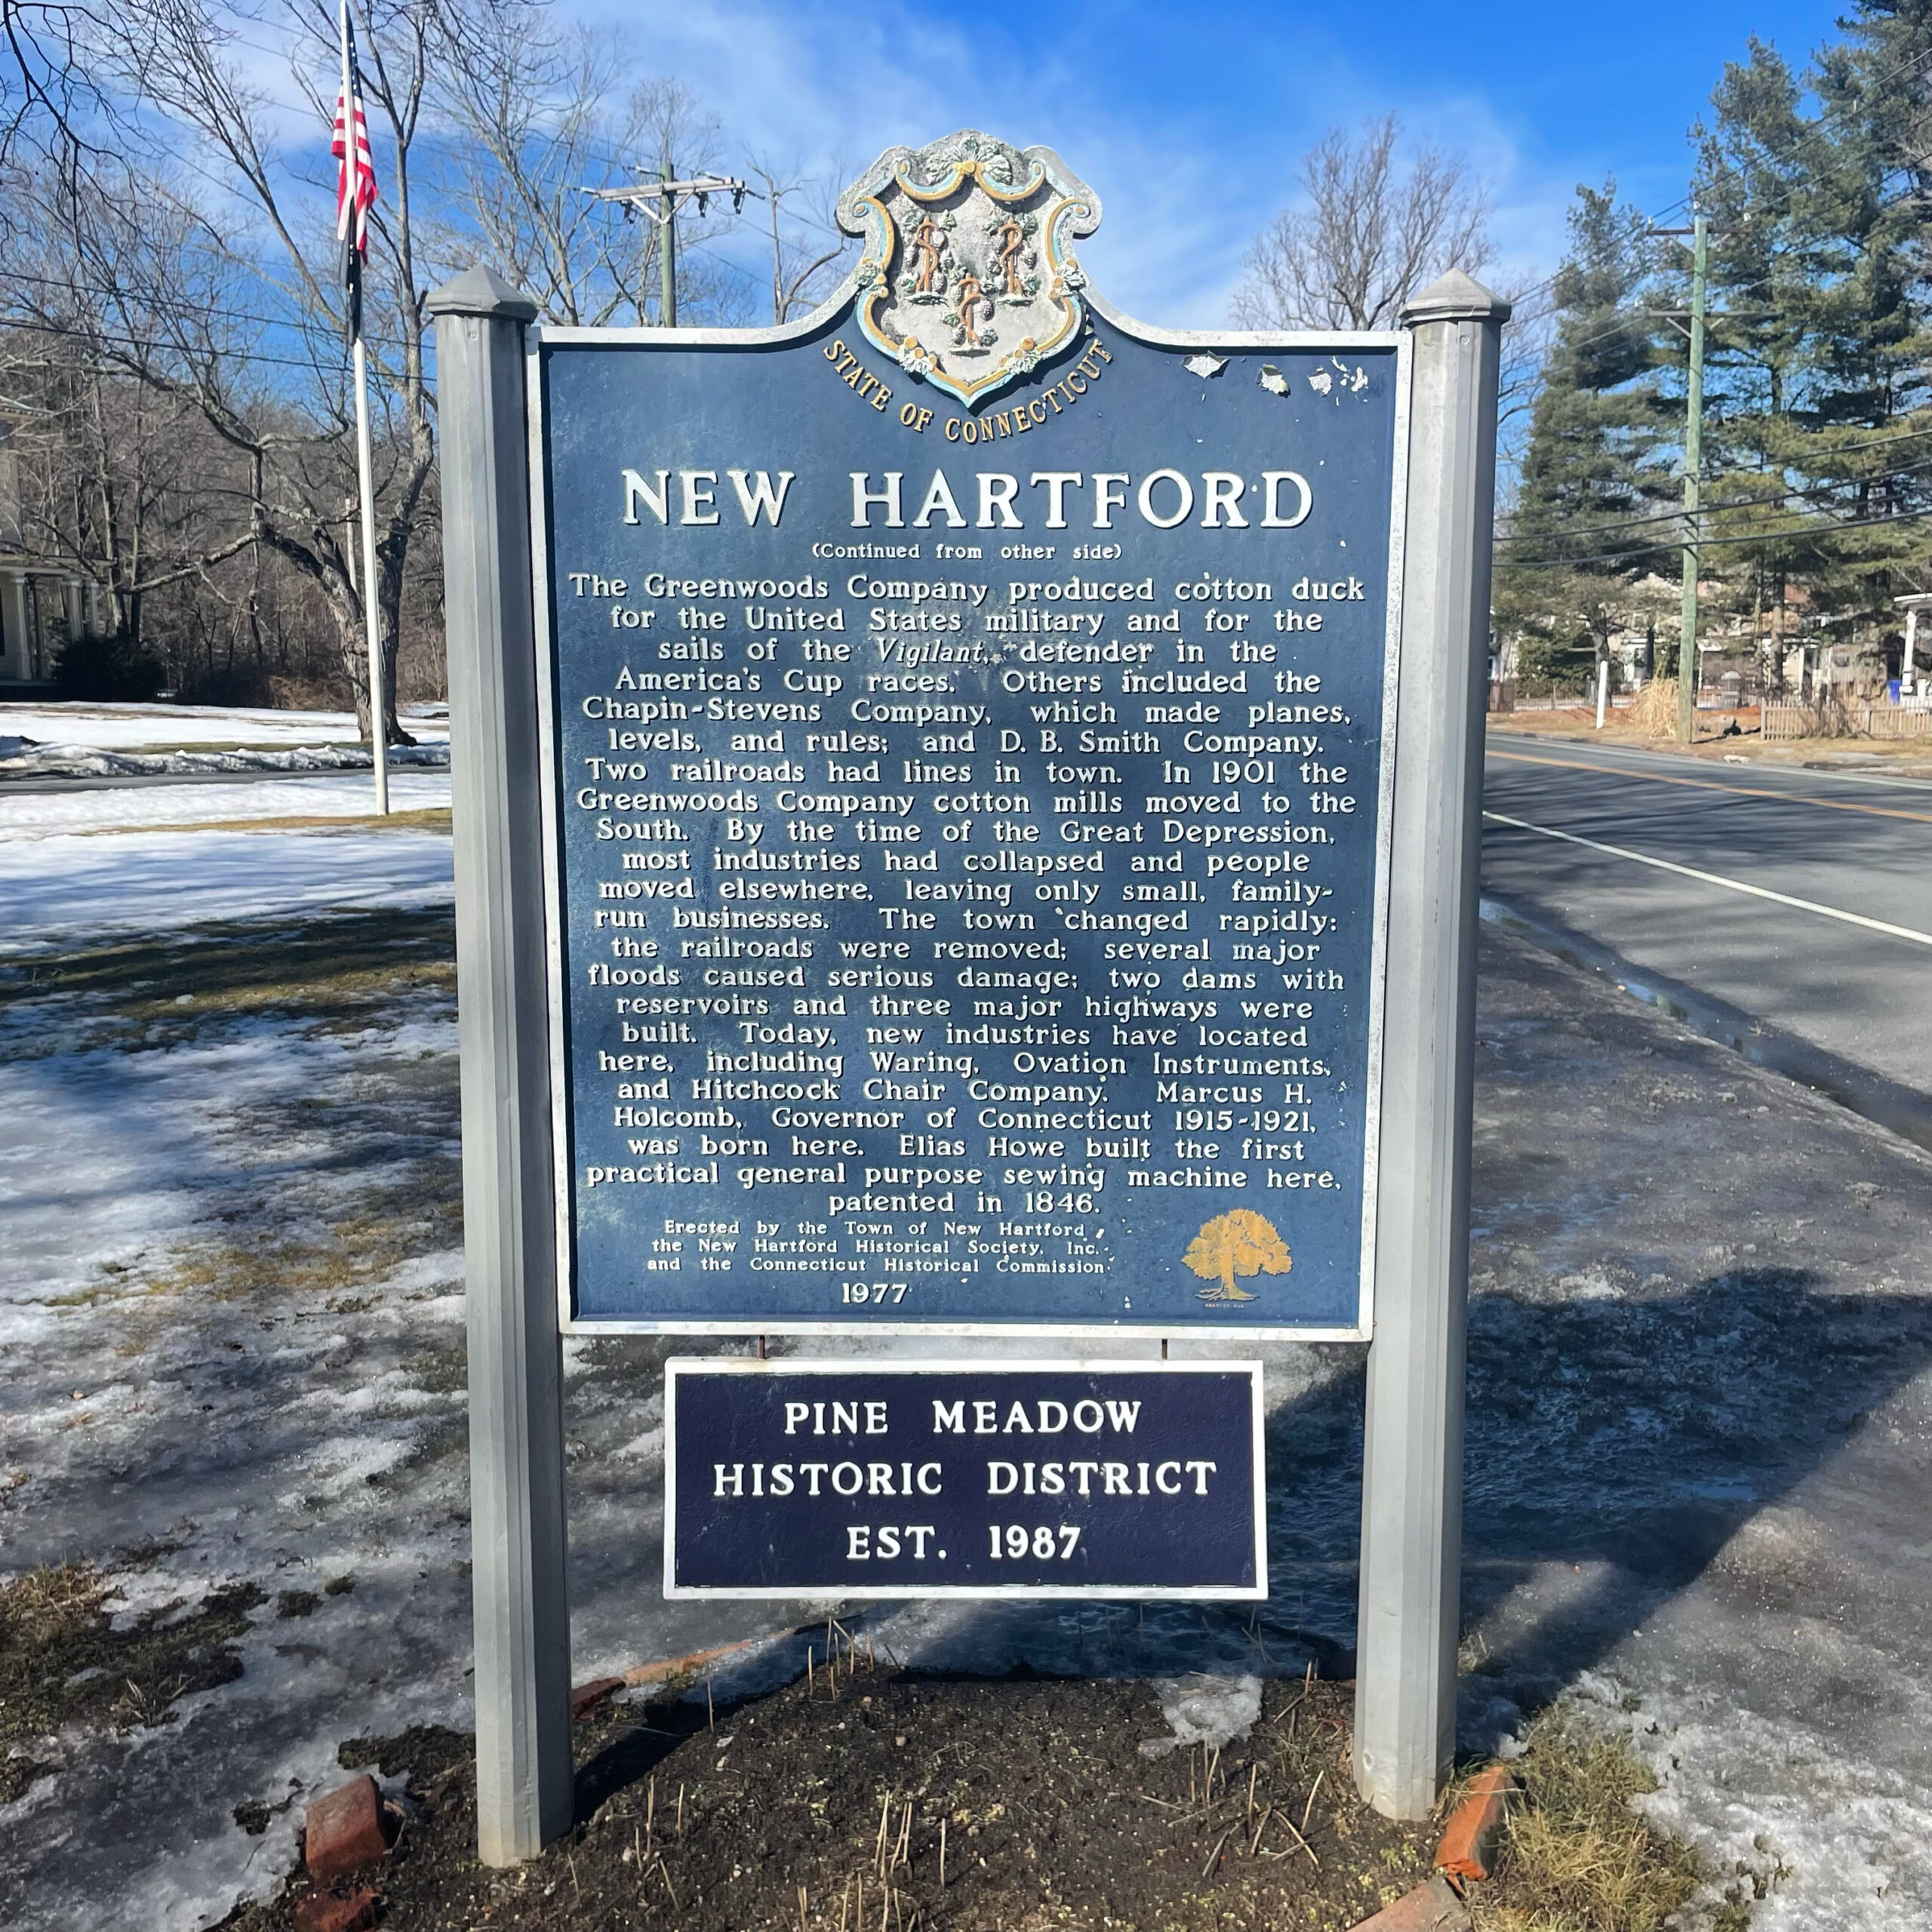 STATE OF CONNECTICUT
NEW HARTFORD
(Continued from other side)
The Greenwoods Company produced cotton duck
for the United States military and for the
sails of the Vigilant, defender in the
America's Cup races. Others included the
Chapin-Stevens Company, which made planes,
levels, and rules; and D. B. Smith Company.
Two railroads had lines in town. In 1901 the
Greenwoods Company cotton mills moved to the
South. By the time of the Great Depression,
most industries had collapsed and people
moved elsewhere, leaving only small, family-
run businesses. The town changed rapidly:
the railroads were removed; several major
floods caused serious damage; two dams with
reservoirs and three major highways were
built. Today, new industries have located
here, including Waring, Ovation Instruments,
and Hitchcock Chair Company. Marcus H.
Holcomb, Governor of Connecticut 1915-1921,
was born here. Elias Howe built the first
practical general purpose sewing machine here,
patented in 1846.
Erected by the Town of New Hartford,
the New Hartford Historical Society, Inc.
and the Connecticut Historical Commission
1977
PINE MEADOW
HISTORIC DISTRICT
EST. 1987